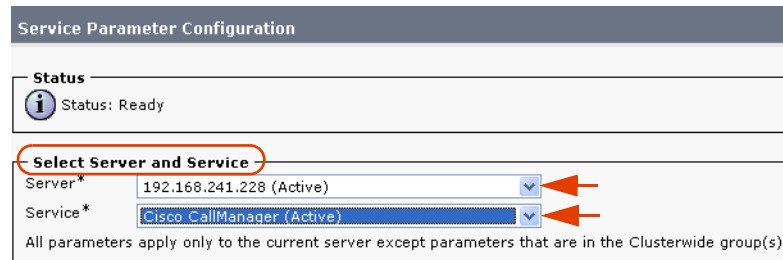 Service Parameter Configuration
Status
Status: Ready
Select Server and Service
Server* 192.168.241.228 (Active)
Service* Cisco CallManager (Active)
All parameters apply only to the current server except parameters that are in the Clusterwide group(s)